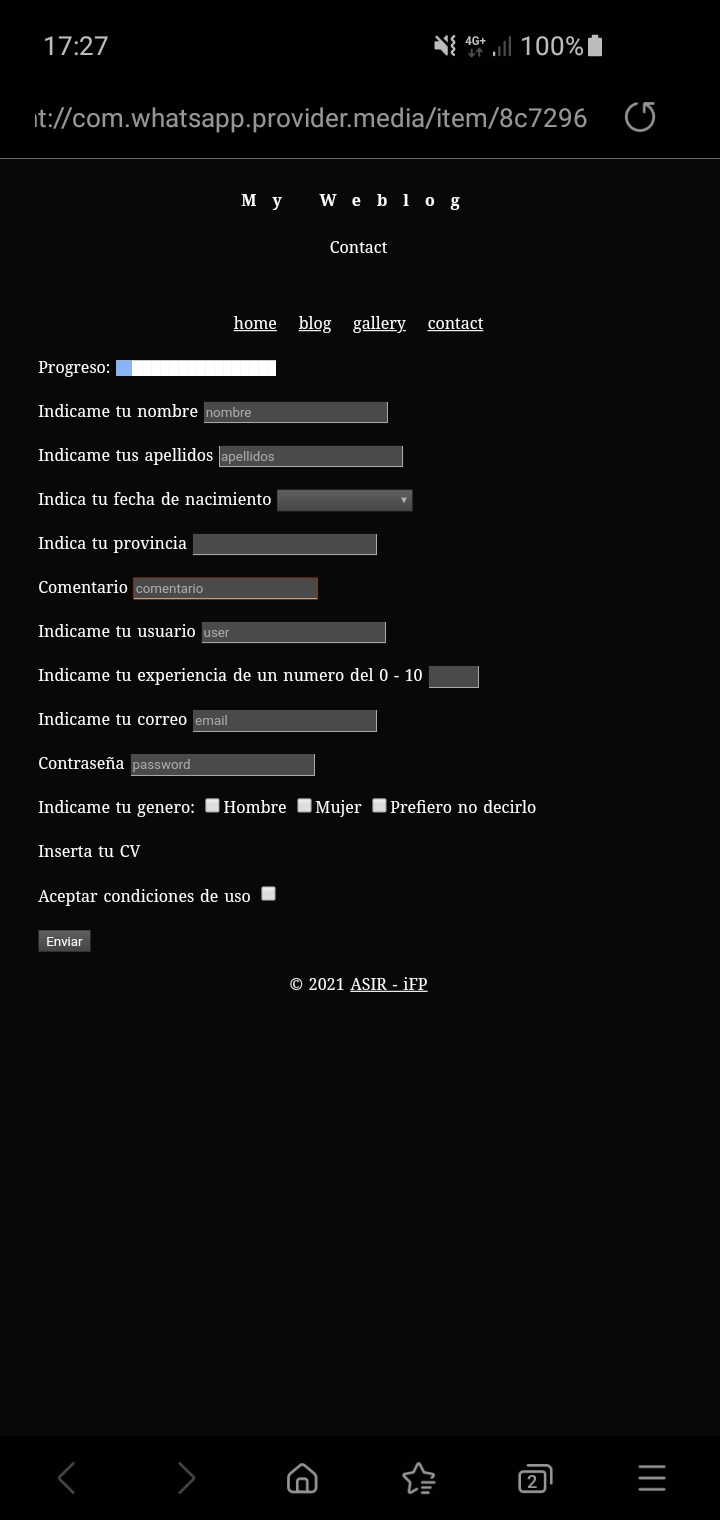 17:27 4G+ 100%
t://com.whatsapp.provider.media/item/8c7296
My Weblog
Contact
home blog gallery contact
Progreso:
Indicame tu nombre nombre
Indicame tus apellidos apellidos
Indica tu fecha de nacimiento
Indica tu provincia
Comentario comentario
Indicame tu usuario user
Indicame tu experiencia de un numero del 0 - 10
Indicame tu correo email
Contraseña password
Indicame tu genero: Hombre Mujer Prefiero no decirlo
Inserta tu CV
Aceptar condiciones de uso
Enviar
© 2021 ASIR - iFP
2